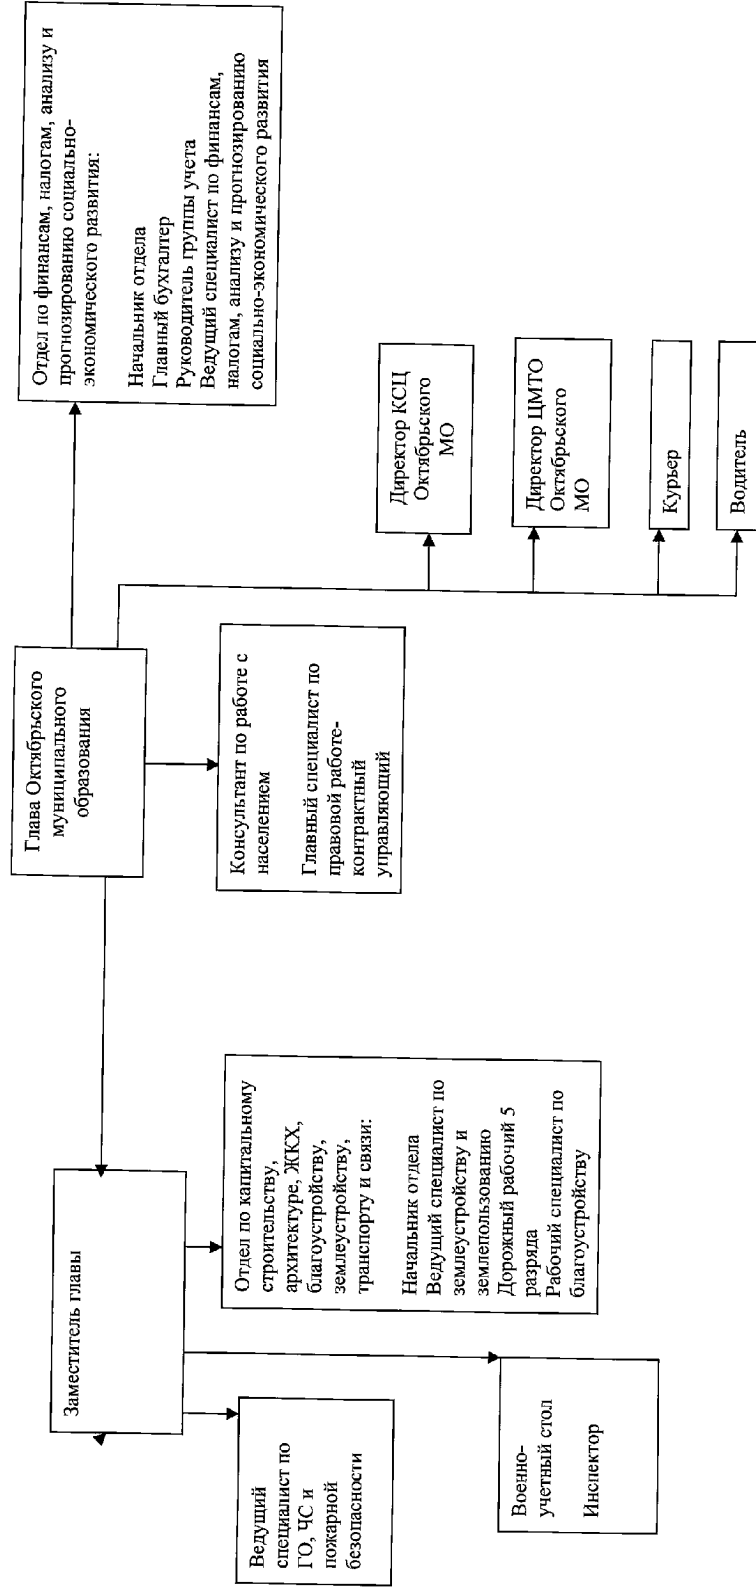 Глава Октябрьского
муниципального
образования
Заместитель главы
Отдел по финансам, налогам, анализу и
прогнозированию социально-
экономического развития:
Начальник отдела
Главный бухгалтер
Руководитель группы учета
Ведущий специалист по финансам,
налогам, анализу и прогнозированию
социально-экономического развития
Консультант по работе с
населением
Главный специалист по
правовой работе-
контрактный
управляющий
Директор КСЦ
Октябрьского
МО
Директор ЦМТО
Октябрьского
МО
Курьер
Водитель
Отдел по капитальному
строительству,
архитектуре, ЖКХ,
благоустройству,
землеустройству,
транспорту и связи:
Начальник отдела
Ведущий специалист по
землеустройству и
землепользованию
Дорожный рабочий 5
разряда
Рабочий специалист по
благоустройству
Ведущий
специалист по
ГО, ЧС и
пожарной
безопасности
Военно-
учетный стол
Инспектор